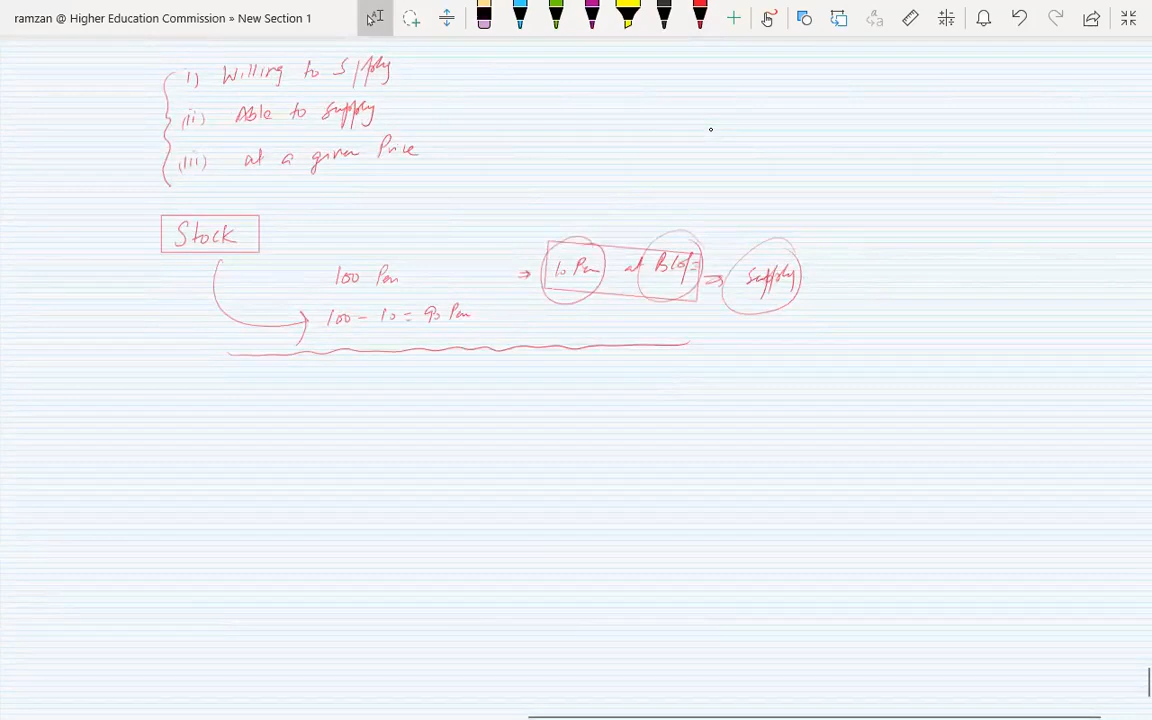 ramzan @ Higher Education Commission » New Section 1
i) Willing to Supply
(ii) Able to supply
(iii) at a given Price
Stock
100 Pen ⇒ 10 Pen at ⇒ supply
100 - 10 = 90 Pen